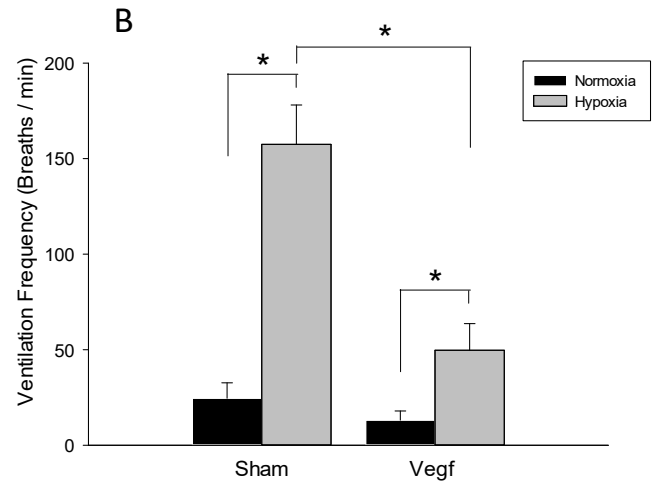 B
*
*
200
Normoxia
Hypoxia
150
100
*
50
0
Ventilation Frequency (Breaths / min)
Sham
Vegf